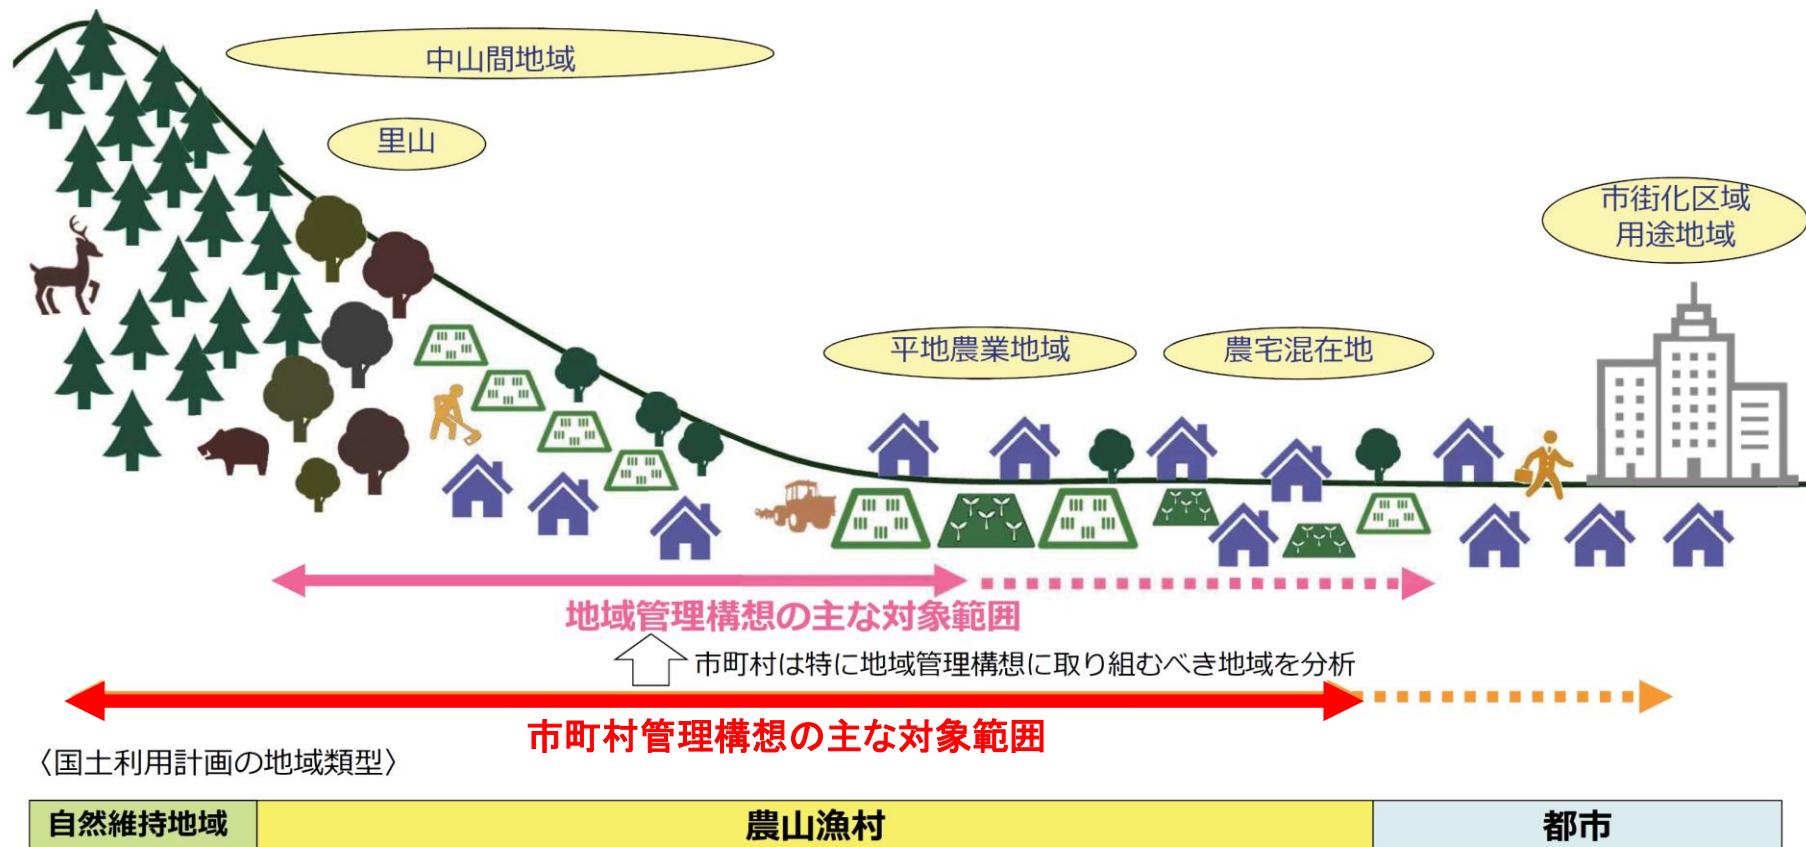 中山間地域
里山
市街化区域
用途地域
平地農業地域
農宅混在地
地域管理構想の主な対象範囲
市町村は特に地域管理構想に取り組むべき地域を分析
市町村管理構想の主な対象範囲
〈国土利用計画の地域類型〉
自然維持地域
農山漁村
都市